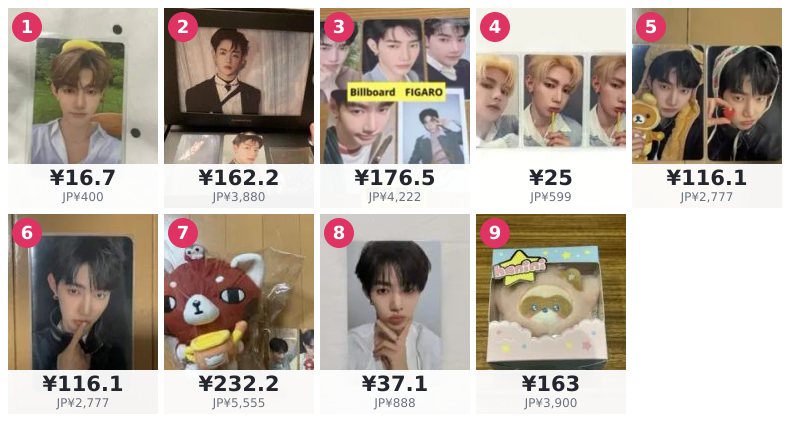 1
¥16.7
JP¥400
2
¥162.2
JP¥3,880
3
Billboard FIGARO
¥176.5
JP¥4,222
4
¥25
JP¥599
5
¥116.1
JP¥2,777
6
¥116.1
JP¥2,777
7
¥232.2
JP¥5,555
8
¥37.1
JP¥888
9
hanini
¥163
JP¥3,900